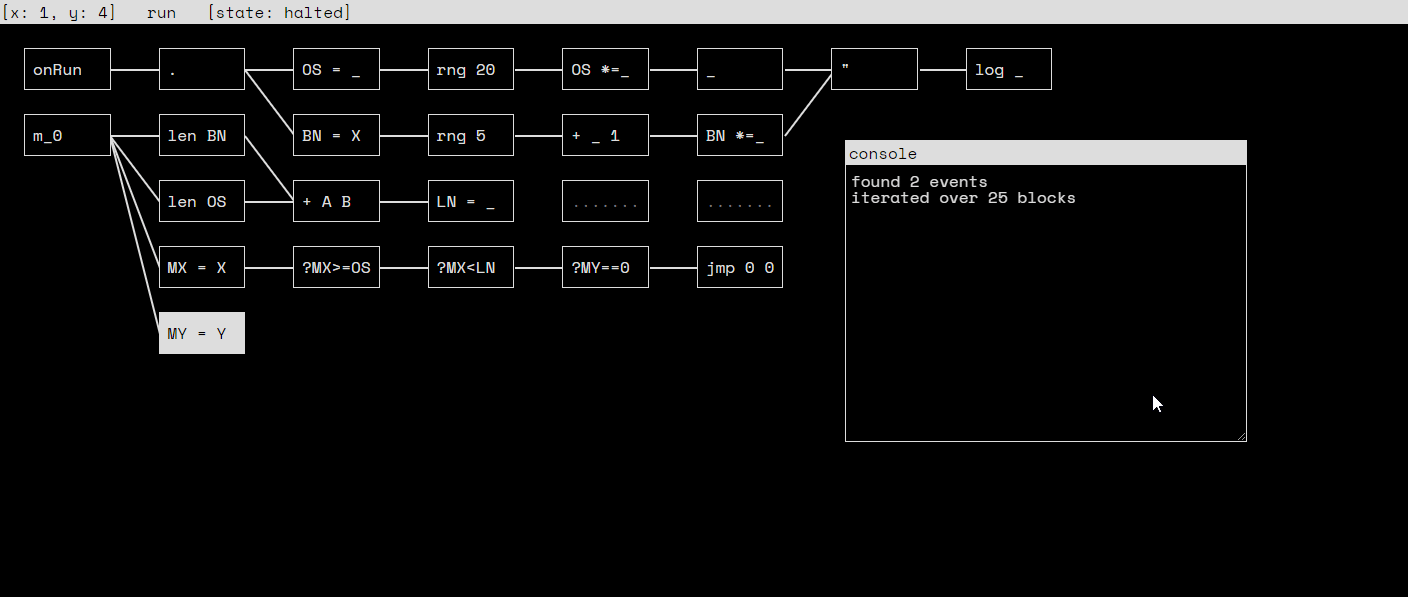 [x: 1, y: 4] run [state: halted]
onRun . OS = _ rng 20 OS *=_ _ " log _
m_0 len BN BN = X rng 5 + _ 1 BN *=_
len OS + A B LN = _ ....... .......
MX = X ?MX>=OS ?MX<LN ?MY==0 jmp 0 0
MY = Y
console
found 2 events
iterated over 25 blocks